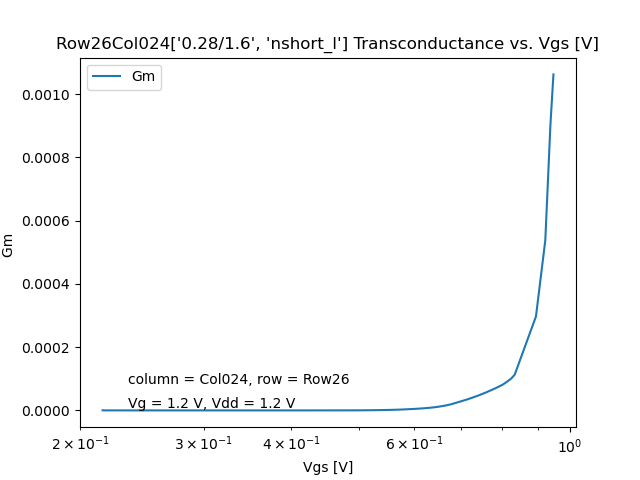 Row26Col024['0.28/1.6', 'nshort_l'] Transconductance vs. Vgs [V]
Gm
0.0010
0.0008
0.0006
0.0004
0.0002
0.0000
Gm
column = Col024, row = Row26
Vg = 1.2 V, Vdd = 1.2 V
2 × 10⁻¹ 3 × 10⁻¹ 4 × 10⁻¹ 6 × 10⁻¹ 10⁰
Vgs [V]